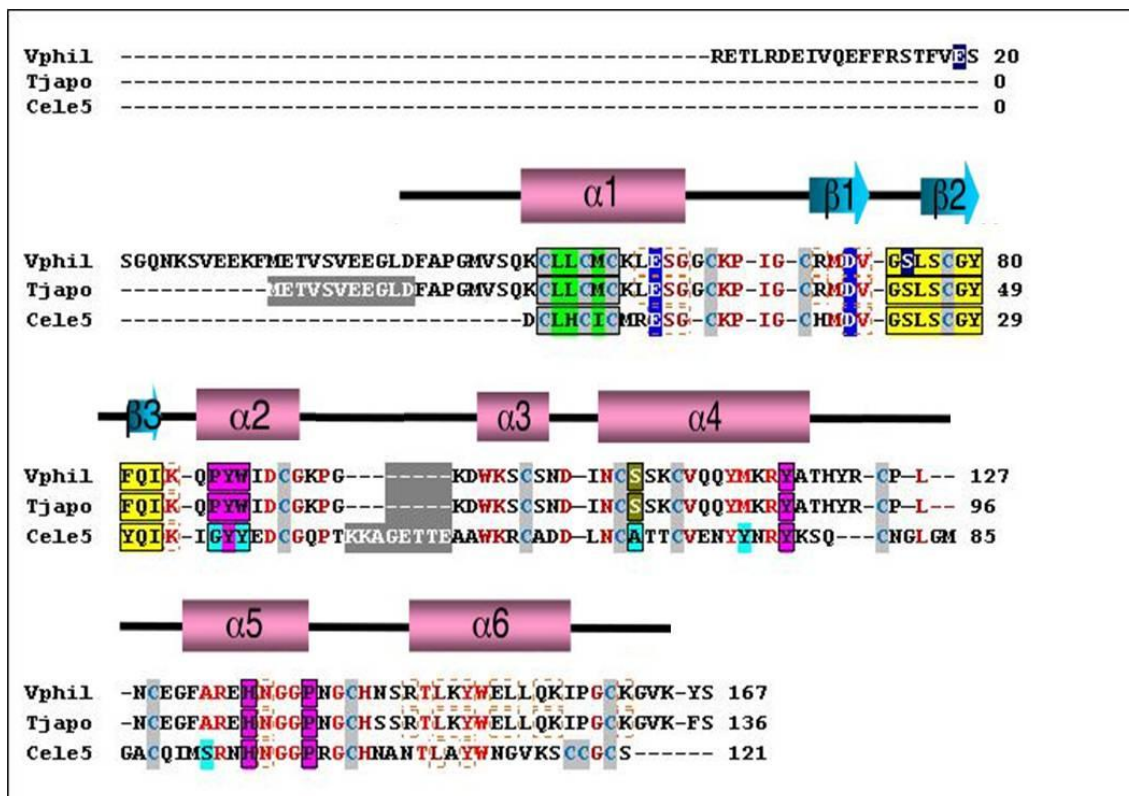 Vphil -------------------------------------------RETLRDEIVQEFFRSTFVES 20
Tjapo --------------------------------------------------------------- 0
Cele5 --------------------------------------------------------------- 0
α1 β1 β2
Vphil SGQNKSVEEKFMETVSVEEGLDFAPGMVSQKCLLCMCKLESGGCKP-IG-CRMDV-GSLSCGY 80
Tjapo -----------METVSVEEGLDFAPGMVSQKCLLCMCKLESGGCKP-IG-CRMDV-GSLSCGY 49
Cele5 ------------------------------DCLHCICMRESG-CKP-IG-CHMDV-GSLSCGY 29
β3 α2 α3 α4
Vphil FQIK-QPYWIDCGKPG--------KDWKSCSND-INCSSKCVQQYMKRYATHYR-CP-L-- 127
Tjapo FQIK-QPYWIDCGKPG--------KDWKSCSND-INCSSKCVQQYMKRYATHYR-CP-L-- 96
Cele5 YQIK-IGYYEDCGQPTKKAGETTEAAWKRCADD-LNCATTCVENYYNRYKSQ---CNGLGM 85
α5 α6
Vphil -NCEGFAREHNGGPNGCHNSRTLKYWELLQKIPGCKGVK-YS 167
Tjapo -NCEGFAREHNGGPNGCHSSRTLKYWELLQKIPGCKGVK-FS 136
Cele5 GACQIMSRNHNGGPRGCHNANTLAYWNGVKSCCGCS------ 121